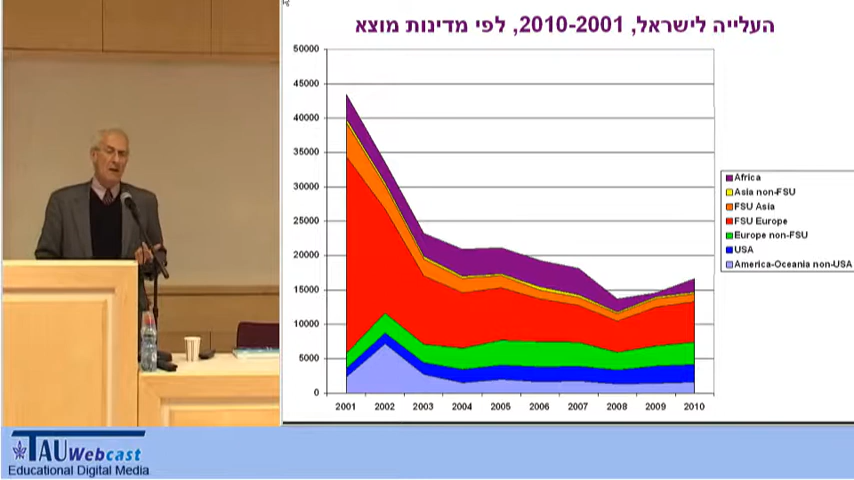 העלייה לישראל, 2010-2001, לפי מדינות מוצא
50000
45000
40000
35000
30000
25000
20000
15000
10000
5000
0
2001 2002 2003 2004 2005 2006 2007 2008 2009 2010
Africa
Asia non-FSU
FSU Asia
FSU Europe
Europe non-FSU
USA
America-Oceania non-USA
TAU Webcast
Educational Digital Media